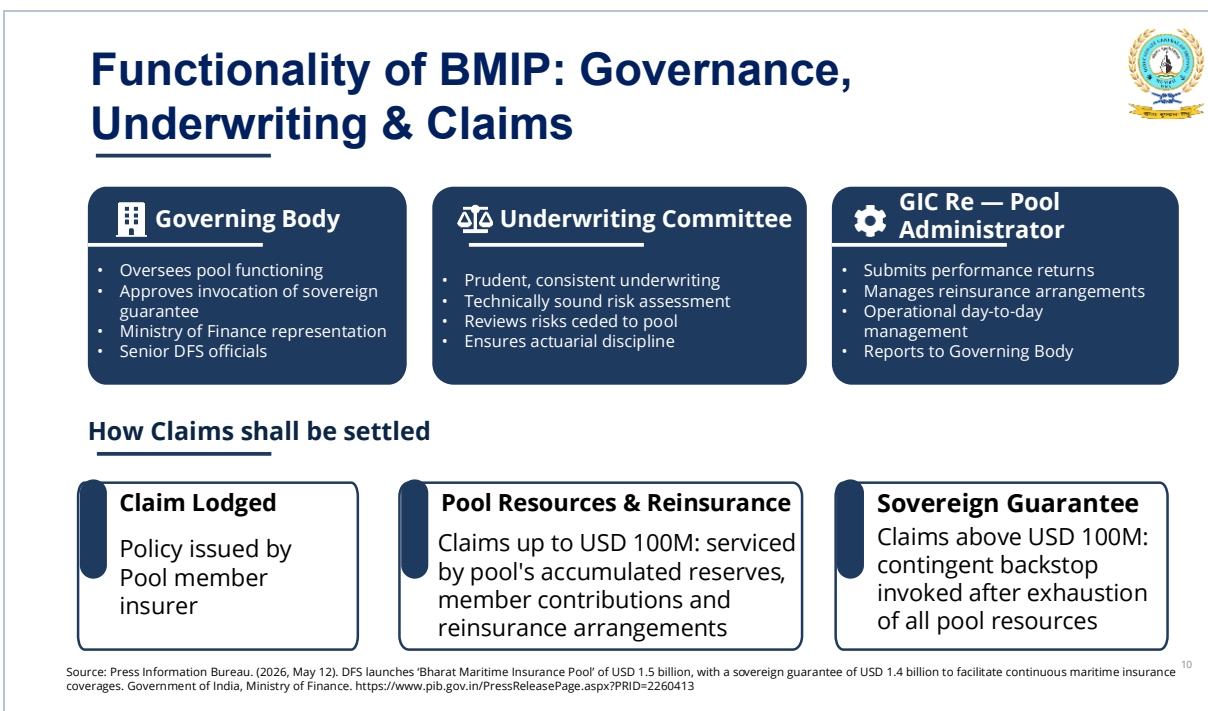 Functionality of BMIP: Governance,
Underwriting & Claims
Governing Body
• Oversees pool functioning
• Approves invocation of sovereign
guarantee
• Ministry of Finance representation
• Senior DFS officials
Underwriting Committee
• Prudent, consistent underwriting
• Technically sound risk assessment
• Reviews risks ceded to pool
• Ensures actuarial discipline
GIC Re — Pool
Administrator
• Submits performance returns
• Manages reinsurance arrangements
• Operational day-to-day
management
• Reports to Governing Body
How Claims shall be settled
Claim Lodged
Policy issued by
Pool member
insurer
Pool Resources & Reinsurance
Claims up to USD 100M: serviced
by pool's accumulated reserves,
member contributions and
reinsurance arrangements
Sovereign Guarantee
Claims above USD 100M:
contingent backstop
invoked after exhaustion
of all pool resources
Source: Press Information Bureau. (2026, May 12). DFS launches ‘Bharat Maritime Insurance Pool’ of USD 1.5 billion, with a sovereign guarantee of USD 1.4 billion to facilitate continuous maritime insurance
coverages. Government of India, Ministry of Finance. https://www.pib.gov.in/PressReleasePage.aspx?PRID=2260413
10